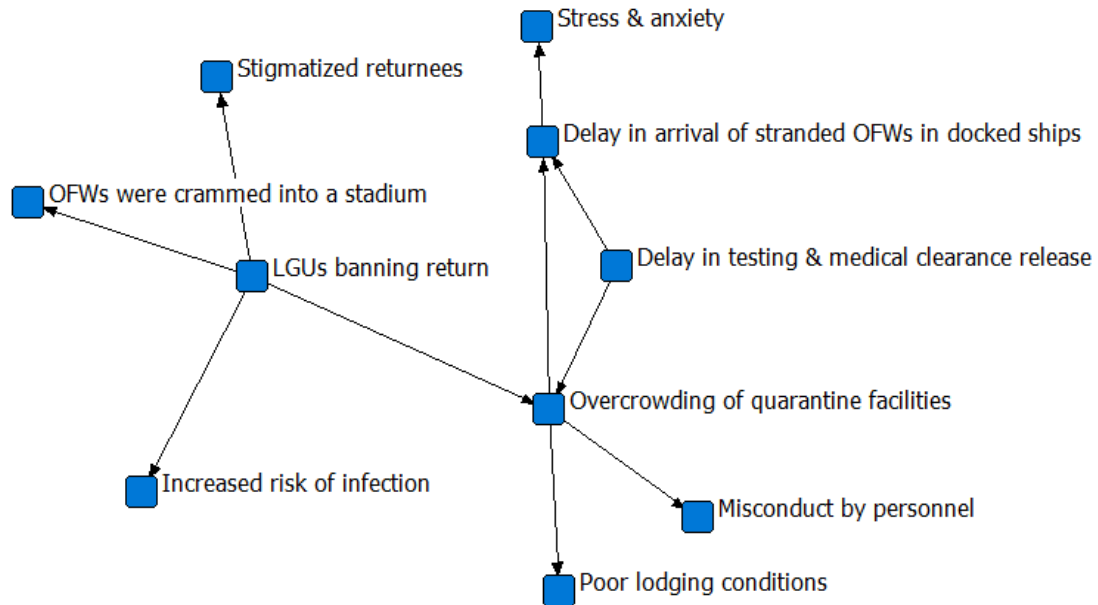 Stress & anxiety
Stigmatized returnees
Delay in arrival of stranded OFWs in docked ships
OFWs were crammed into a stadium
Delay in testing & medical clearance release
LGUs banning return
Overcrowding of quarantine facilities
Increased risk of infection
Misconduct by personnel
Poor lodging conditions